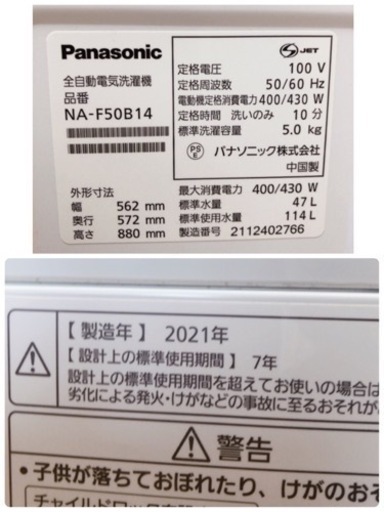 Panasonic
全自動電気洗濯機
品番
NA-F50B14
外形寸法
幅 562 mm
奥行 572 mm
高さ 880 mm
S JET
定格電圧 100 V
定格周波数 50/60 Hz
電動機定格消費電力 400/430 W
定格時間 洗いのみ 10 分
標準洗濯容量 5.0 kg
PS E パナソニック株式会社
中国製
最大消費電力 400/430 W
標準水量 47 L
標準使用水量 114 L
製造番号 2112402766
【 製造年 】 2021年
【 設計上の標準使用期間 】 7年
設計上の標準使用期間を超えてお使いの場合は
劣化による発火・けがなどの事故に至るおそれが
警告
●子供が落ちておぼれたり、けがのおそ